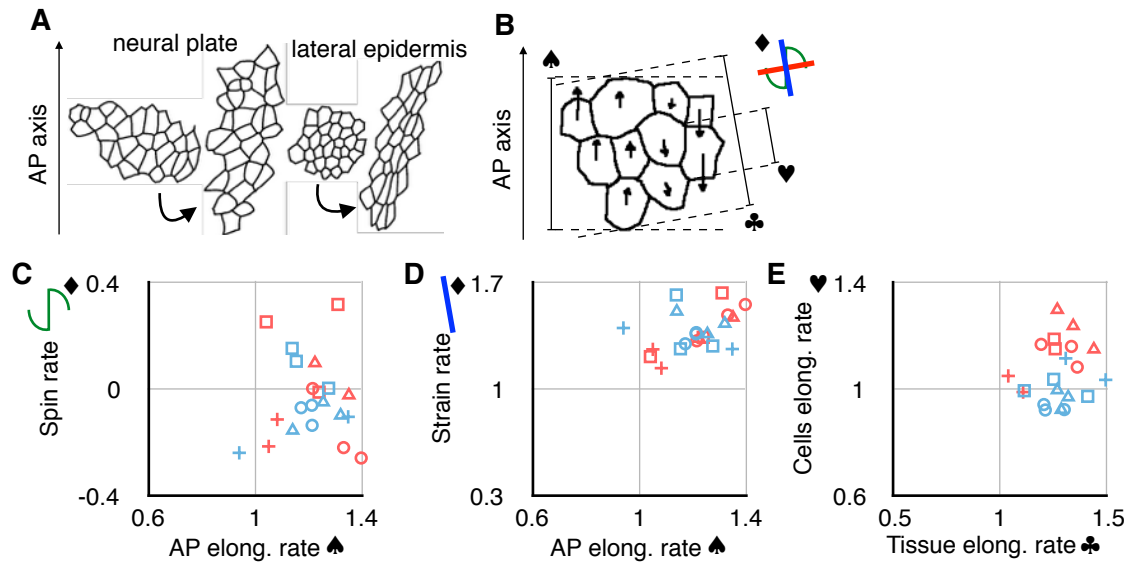 A
neural plate
lateral epidermis
AP axis
B
♠
♦
AP axis
♥
♣
C
♦
0.4
0
-0.4
Spin rate
0.6
1
1.4
AP elong. rate ♠
D
♦
1.7
1
0.3
Strain rate
0.6
1
1.4
AP elong. rate ♠
E
♥
1.4
1
0.6
Cells elong. rate
0.5
1
1.5
Tissue elong. rate ♣